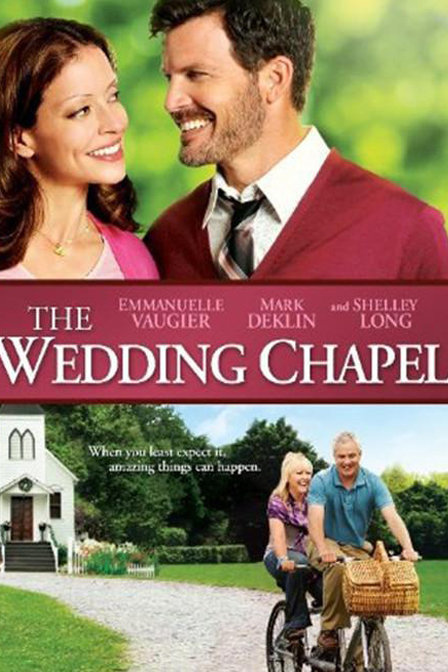 EMMANUELLE VAUGIER
MARK DEKLIN
and SHELLEY LONG
THE
WEDDING CHAPEL
When you least expect it,
amazing things can happen.